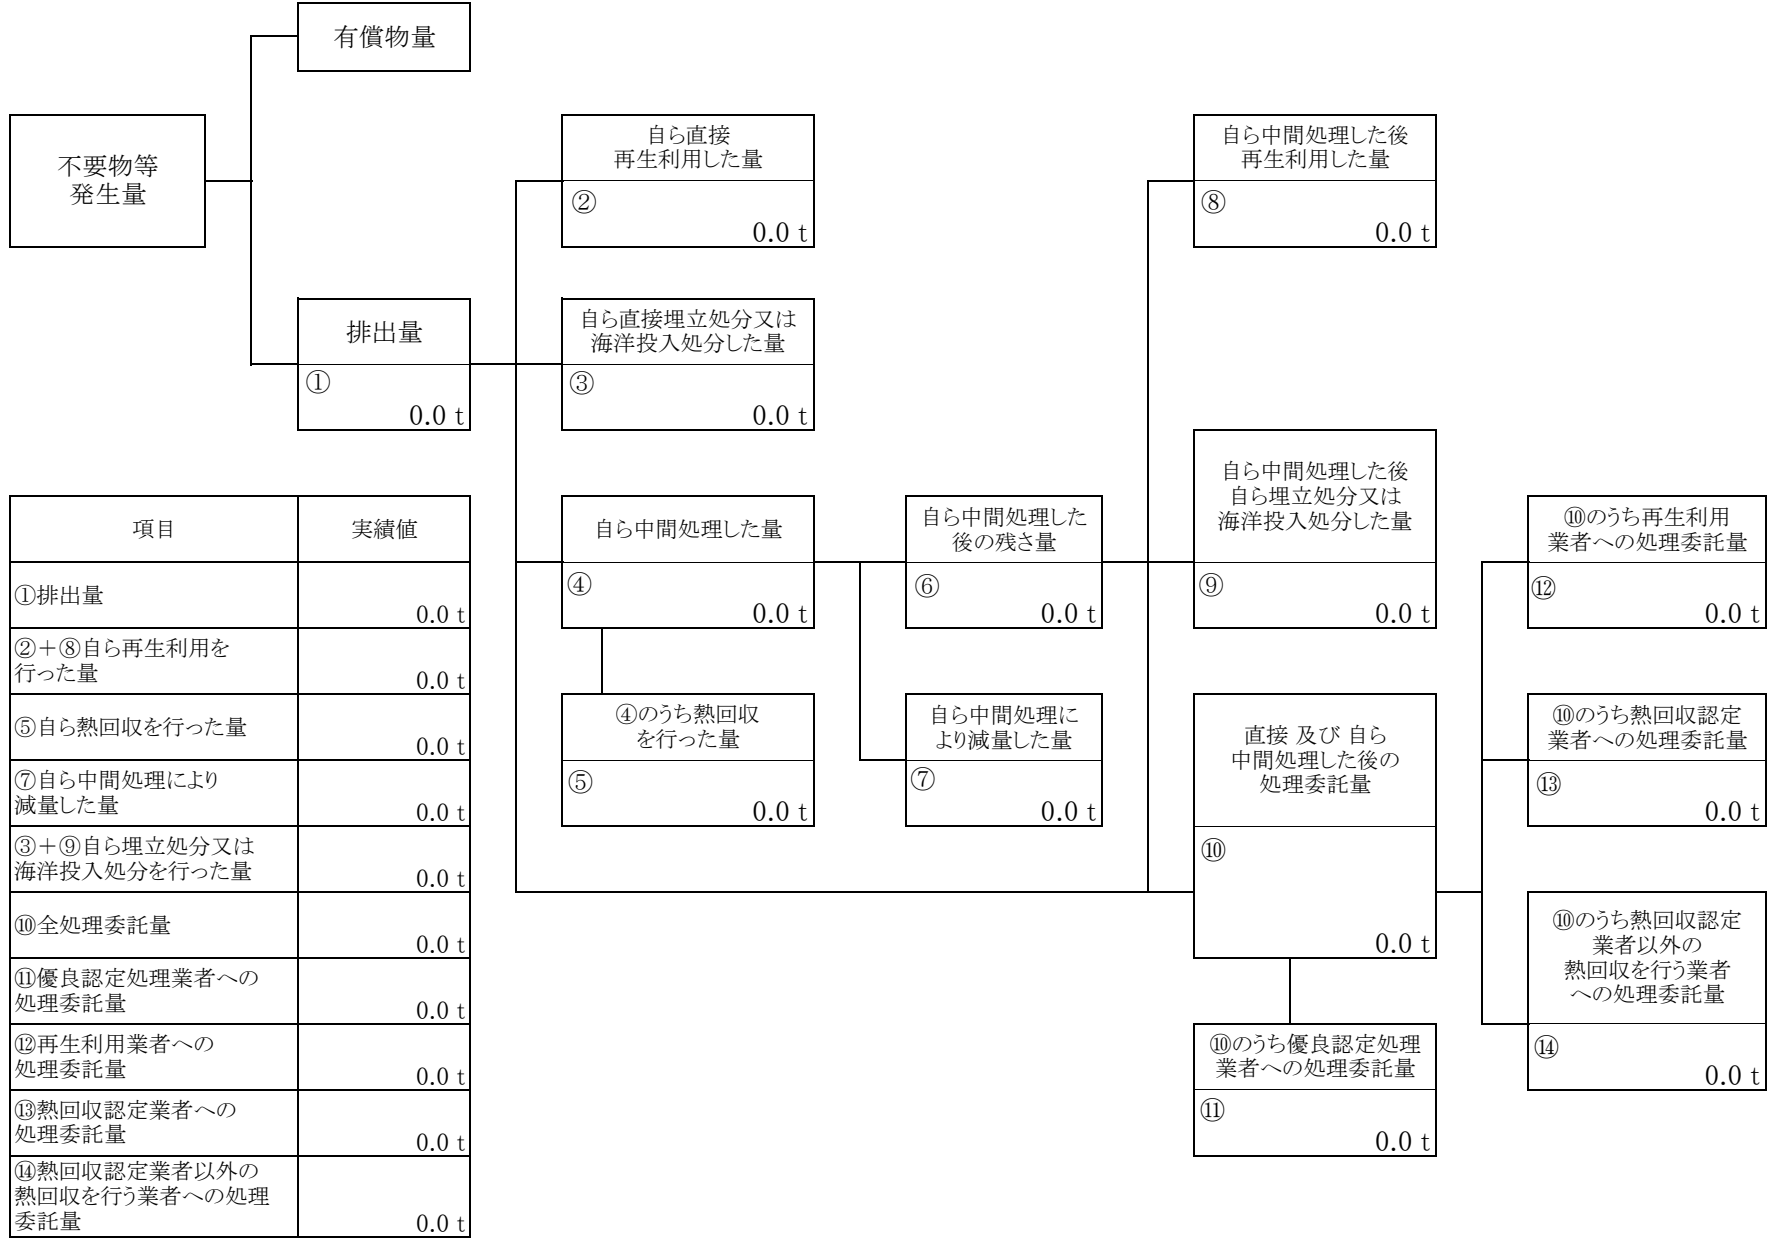 有償物量
不要物等
発生量
排出量
①
0.0 t
自ら直接
再生利用した量
②
0.0 t
自ら直接埋立処分又は
海洋投入処分した量
③
0.0 t
自ら中間処理した量
④
0.0 t
④のうち熱回収
を行った量
⑤
0.0 t
自ら中間処理した
後の残さ量
⑥
0.0 t
自ら中間処理に
より減量した量
⑦
0.0 t
自ら中間処理した後
再生利用した量
⑧
0.0 t
自ら中間処理した後
自ら埋立処分又は
海洋投入処分した量
⑨
0.0 t
直接 及び 自ら
中間処理した後の
処理委託量
⑩
0.0 t
⑩のうち優良認定処理
業者への処理委託量
⑪
0.0 t
⑩のうち再生利用
業者への処理委託量
⑫
0.0 t
⑩のうち熱回収認定
業者への処理委託量
⑬
0.0 t
⑩のうち熱回収認定
業者以外の
熱回収を行う業者
への処理委託量
⑭
0.0 t
項目 実績値
①排出量
0.0 t
②＋⑧自ら再生利用を
行った量
0.0 t
⑤自ら熱回収を行った量
0.0 t
⑦自ら中間処理により
減量した量
0.0 t
③＋⑨自ら埋立処分又は
海洋投入処分を行った量
0.0 t
⑩全処理委託量
0.0 t
⑪優良認定処理業者への
処理委託量
0.0 t
⑫再生利用業者への
処理委託量
0.0 t
⑬熱回収認定業者への
処理委託量
0.0 t
⑭熱回収認定業者以外の
熱回収を行う業者への処理
委託量
0.0 t